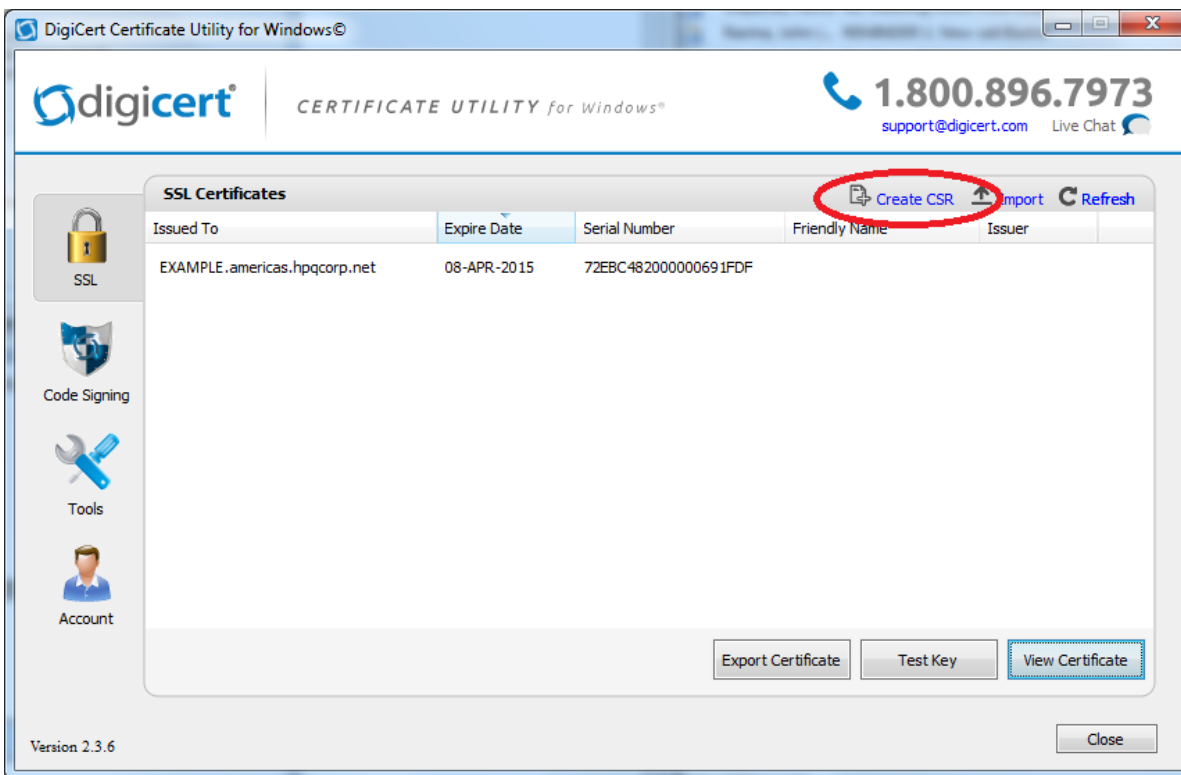 DigiCert Certificate Utility for Windows©
digicert® CERTIFICATE UTILITY for Windows®
1.800.896.7973
support@digicert.com Live Chat
SSL Certificates Create CSR Import Refresh
Issued To Expire Date Serial Number Friendly Name Issuer
EXAMPLE.americas.hpqcorp.net 08-APR-2015 72EBC482000000691FDF
SSL
Code Signing
Tools
Account
Export Certificate Test Key View Certificate
Version 2.3.6 Close